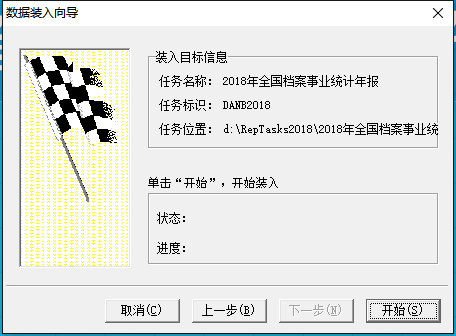 数据装入向导
装入目标信息
任务名称： 2018年全国档案事业统计年报
任务标识： DANB2018
任务位置： d:\RepTasks2018\2018年全国档案事业统
单击“开始”，开始装入
状态：
进度：
取消(C)
上一步(B)
下一步(N)
开始(S)